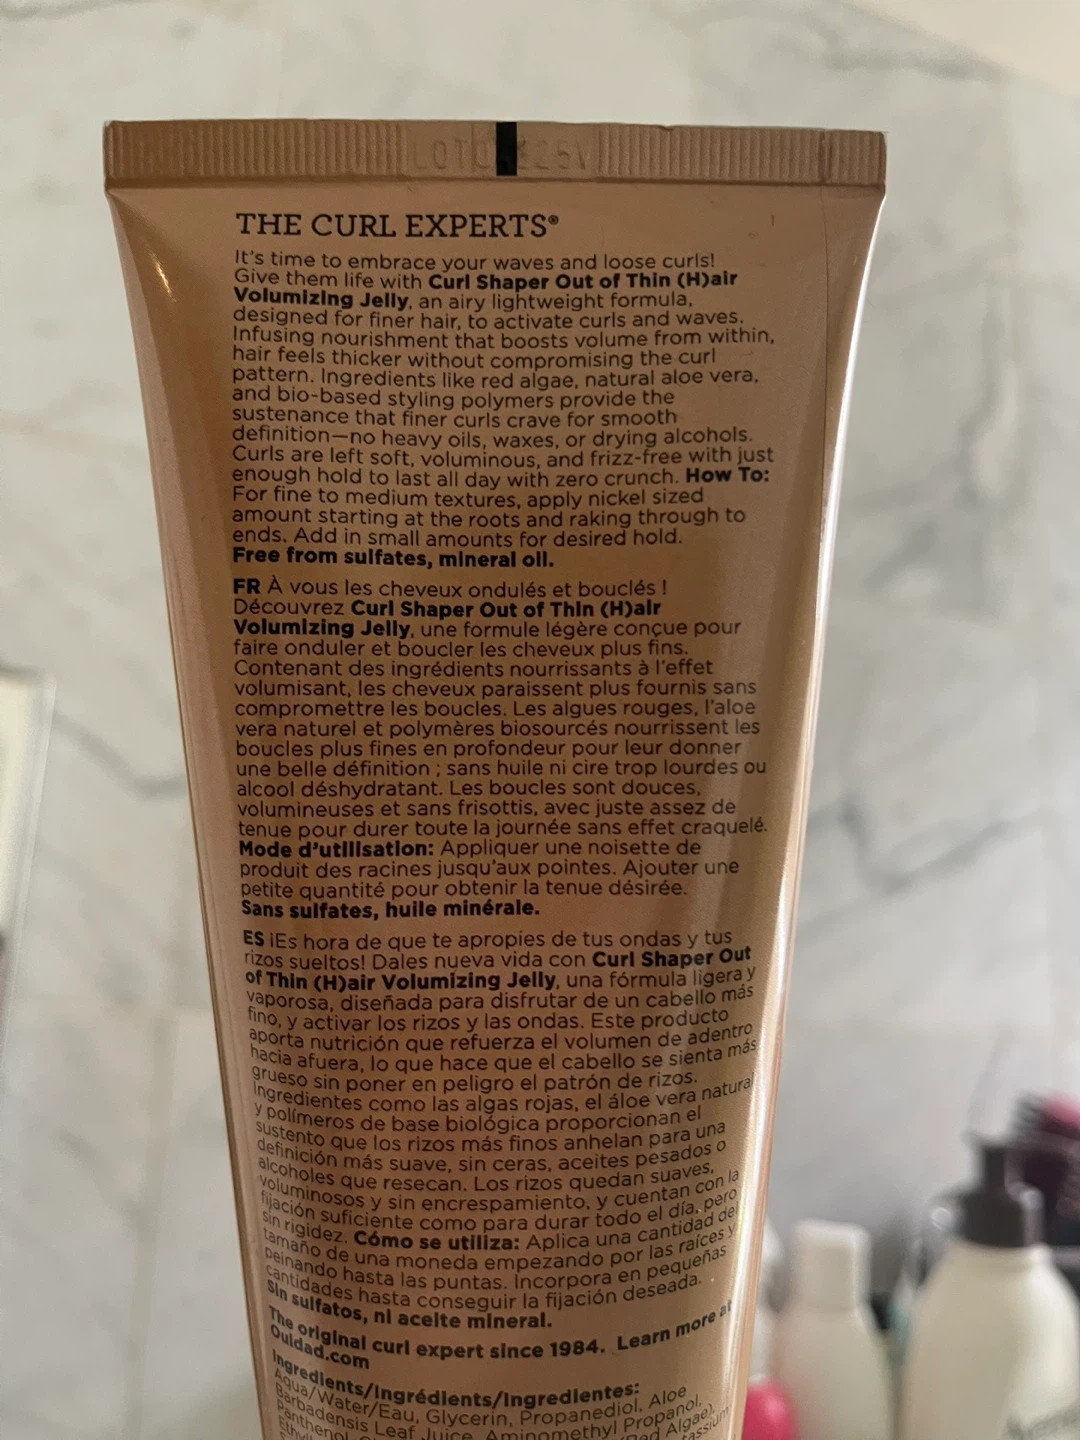 THE CURL EXPERTS®
It's time to embrace your waves and loose curls!
Give them life with Curl Shaper Out of Thin (H)air
Volumizing Jelly, an airy lightweight formula,
designed for finer hair, to activate curls and waves.
Infusing nourishment that boosts volume from within,
hair feels thicker without compromising the curl
pattern. Ingredients like red algae, natural aloe vera,
and bio-based styling polymers provide the
sustenance that finer curls crave for smooth
definition—no heavy oils, waxes, or drying alcohols.
Curls are left soft, voluminous, and frizz-free with just
enough hold to last all day with zero crunch. How To:
For fine to medium textures, apply nickel sized
amount starting at the roots and raking through to
ends. Add in small amounts for desired hold.
Free from sulfates, mineral oil.
FR À vous les cheveux ondulés et bouclés !
Découvrez Curl Shaper Out of Thin (H)air
Volumizing Jelly, une formule légère conçue pour
faire onduler et boucler les cheveux plus fins.
Contenant des ingrédients nourrissants à l'effet
volumisant, les cheveux paraissent plus fournis sans
compromettre les boucles. Les algues rouges, l'aloe
vera naturel et polymères biosourcés nourrissent les
boucles plus fines en profondeur pour leur donner
une belle définition ; sans huile ni cire trop lourdes ou
alcool déshydratant. Les boucles sont douces,
volumineuses et sans frisottis, avec juste assez de
tenue pour durer toute la journée sans effet craquelé.
Mode d'utilisation: Appliquer une noisette de
produit des racines jusqu'aux pointes. Ajouter une
petite quantité pour obtenir la tenue désirée.
Sans sulfates, huile minérale.
ES ¡Es hora de que te apropies de tus ondas y tus
rizos sueltos! Dales nueva vida con Curl Shaper Out
of Thin (H)air Volumizing Jelly, una fórmula ligera y
vaporosa, diseñada para disfrutar de un cabello más
fino, y activar los rizos y las ondas. Este producto
aporta nutrición que refuerza el volumen de adentro
hacia afuera, lo que hace que el cabello se sienta más
grueso sin poner en peligro el patrón de rizos.
Ingredientes como las algas rojas, el áloe vera natural
y polímeros de base biológica proporcionan el
sustento que los rizos más finos anhelan para una
definición más suave, sin ceras, aceites pesados o
alcoholes que resecan. Los rizos quedan suaves,
voluminosos y sin encrespamiento, y cuentan con la
fijación suficiente como para durar todo el día, pero
sin rigidez. Cómo se utiliza: Aplica una cantidad del
tamaño de una moneda empezando por las raíces y
peinando hasta las puntas. Incorpora en pequeñas
cantidades hasta conseguir la fijación deseada.
Sin sulfatos, ni aceite mineral.
The original curl expert since 1984. Learn more at
Ouidad.com
Ingredients/Ingrédients/Ingredientes:
Aqua/Water/Eau, Glycerin, Propanediol, Aloe
Barbadensis Leaf Juice, Aminomethyl Propanol,
Panthenol, Algae),